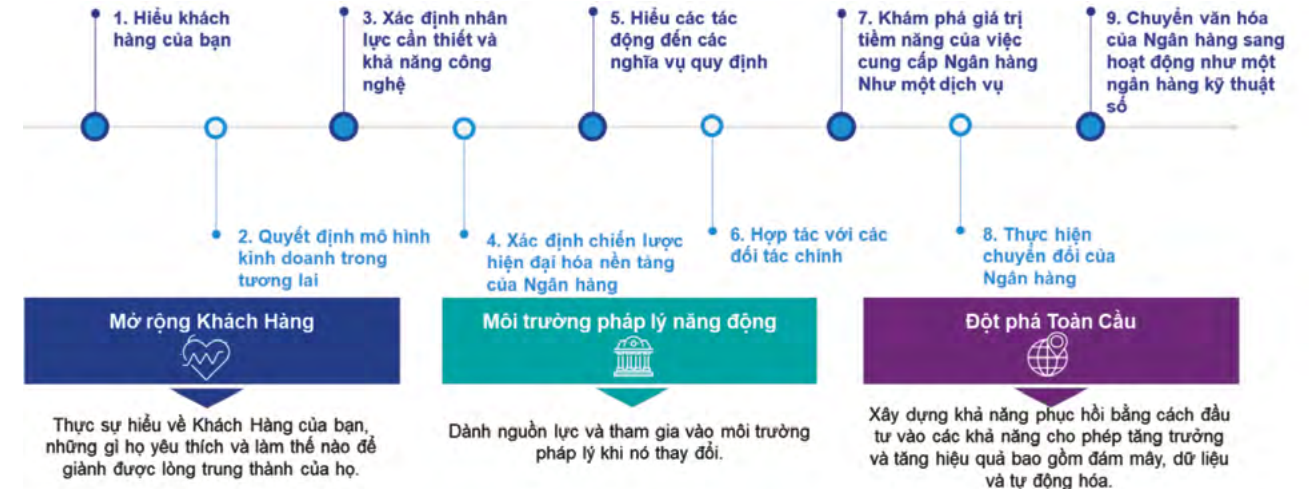 1. Hiểu khách
hàng của bạn
3. Xác định nhân
lực cần thiết và
khả năng công
nghệ
5. Hiểu các tác
động đến các
nghĩa vụ quy định
7. Khám phá giá trị
tiềm năng của việc
cung cấp Ngân hàng
Như một dịch vụ
9. Chuyển văn hóa
của Ngân hàng sang
hoạt động như một
ngân hàng kỹ thuật
số
2. Quyết định mô hình
kinh doanh trong
tương lai
4. Xác định chiến lược
hiện đại hóa nền tảng
của Ngân hàng
6. Hợp tác với các
đối tác chính
8. Thực hiện
chuyển đổi của
Ngân hàng
Mở rộng Khách Hàng
Thực sự hiểu về Khách Hàng của bạn,
những gì họ yêu thích và làm thế nào để
giành được lòng trung thành của họ.
Môi trường pháp lý năng động
Dành nguồn lực và tham gia vào môi trường
pháp lý khi nó thay đổi.
Đột phá Toàn Cầu
Xây dựng khả năng phục hồi bằng cách đầu
tư vào các khả năng cho phép tăng trưởng
và tăng hiệu quả bao gồm đám mây, dữ liệu
và tự động hóa.